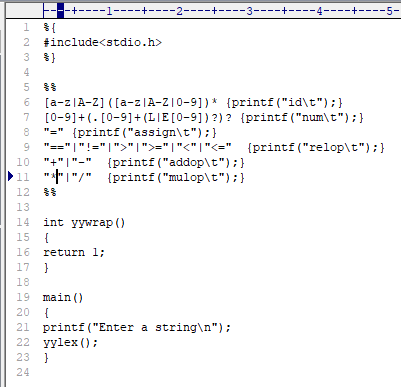 ----+----1----+----2----+----3----+----4----+----5-
1 %{
2 #include<stdio.h>
3 %}
4
5 %%
6 [a-z|A-Z]([a-z|A-Z|0-9])* {printf("id\t");}
7 [0-9]+(.[0-9]+(L|E[0-9])?)? {printf("num\t");}
8 "=" {printf("assign\t");}
9 "=="|"!="|">"|">="|"<"|"<=" {printf("relop\t");}
10 "+"|"-" {printf("addop\t");}
11 "*"|"/" {printf("mulop\t");}
12 %%
13
14 int yywrap()
15 {
16 return 1;
17 }
18
19 main()
20 {
21 printf("Enter a string\n");
22 yylex();
23 }
24